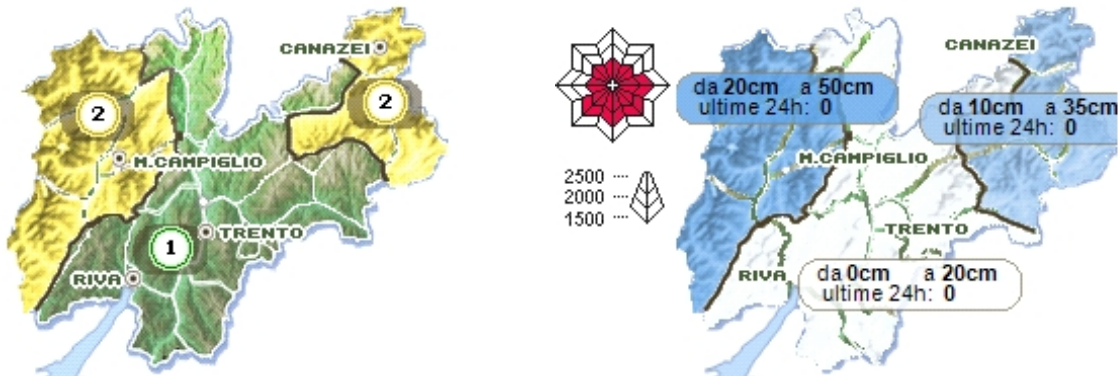 CANAZEI
2
2
M.CAMPIGLIO
1
TRENTO
RIVA
CANAZEI
da 20cm a 50cm
ultime 24h: 0
da 10cm a 35cm
ultime 24h: 0
M.CAMPIGLIO
2500
2000
1500
TRENTO
RIVA
da 0cm a 20cm
ultime 24h: 0